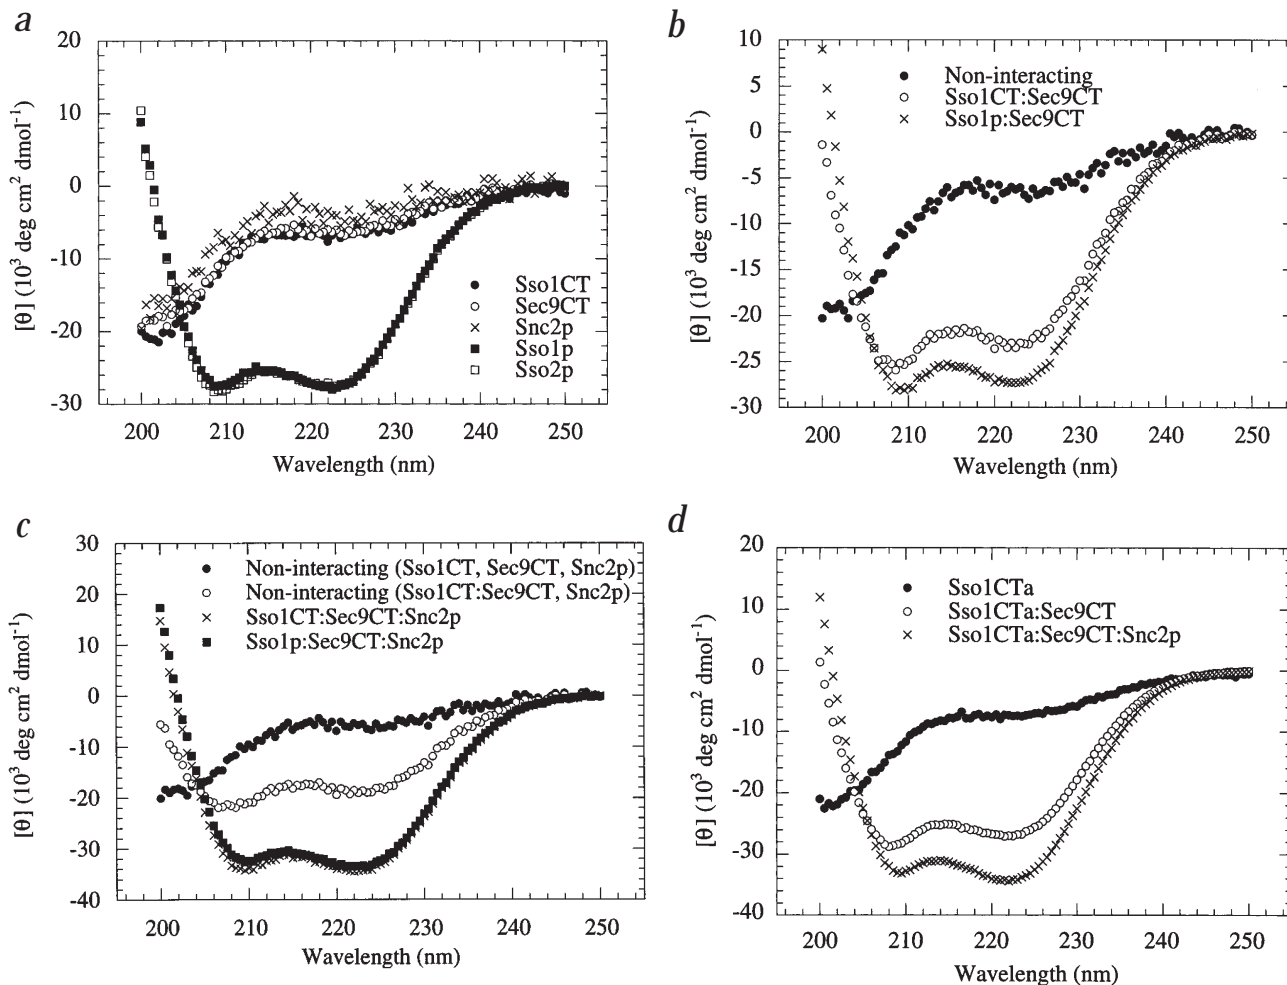 a
20
10
0
-10
-20
-30
[θ] (10³ deg cm² dmol⁻¹)
Sso1CT
Sec9CT
Snc2p
Sso1p
Sso2p
200 210 220 230 240 250
Wavelength (nm)
b
10
5
0
-5
-10
-15
-20
-25
-30
[θ] (10³ deg cm² dmol⁻¹)
Non-interacting
Sso1CT:Sec9CT
Sso1p:Sec9CT
200 210 220 230 240 250
Wavelength (nm)
c
30
20
10
0
-10
-20
-30
-40
[θ] (10³ deg cm² dmol⁻¹)
Non-interacting (Sso1CT, Sec9CT, Snc2p)
Non-interacting (Sso1CT:Sec9CT, Snc2p)
Sso1CT:Sec9CT:Snc2p
Sso1p:Sec9CT:Snc2p
200 210 220 230 240 250
Wavelength (nm)
d
20
10
0
-10
-20
-30
-40
[θ] (10³ deg cm² dmol⁻¹)
Sso1CTa
Sso1CTa:Sec9CT
Sso1CTa:Sec9CT:Snc2p
200 210 220 230 240 250
Wavelength (nm)